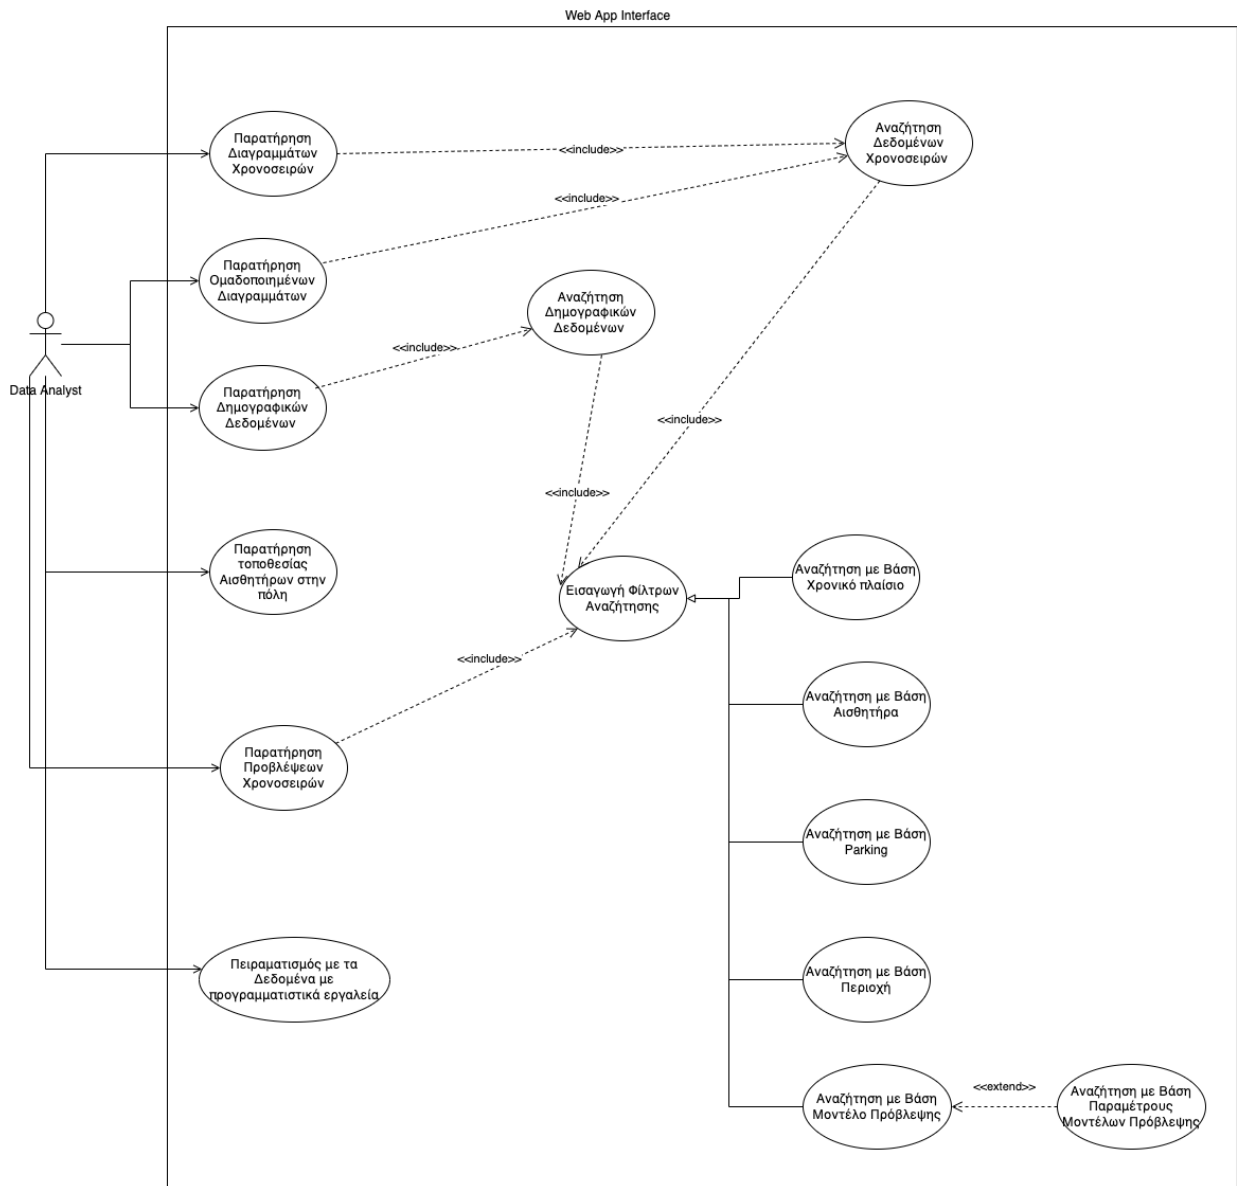 Web App Interface
Παρατήρηση
Διαγραμμάτων
Χρονοσειρών
<<include>>
Αναζήτηση
Δεδομένων
Χρονοσειρών
<<include>>
Παρατήρηση
Ομαδοποιημένων
Διαγραμμάτων
Αναζήτηση
Δημογραφικών
Δεδομένων
<<include>>
Data Analyst
Παρατήρηση
Δημογραφικών
Δεδομένων
<<include>>
<<include>>
Παρατήρηση
τοποθεσίας
Αισθητήρων στην
πόλη
Εισαγωγή Φίλτρων
Αναζήτησης
Αναζήτηση με Βάση
Χρονικό πλαίσιο
<<include>>
Αναζήτηση με Βάση
Αισθητήρα
Παρατήρηση
Προβλέψεων
Χρονοσειρών
Αναζήτηση με Βάση
Parking
Πειραματισμός με τα
Δεδομένα με
προγραμματιστικά εργαλεία
Αναζήτηση με Βάση
Περιοχή
Αναζήτηση με Βάση
Μοντέλο Πρόβλεψης
<<extend>>
Αναζήτηση με Βάση
Παραμέτρους
Μοντέλων Πρόβλεψης